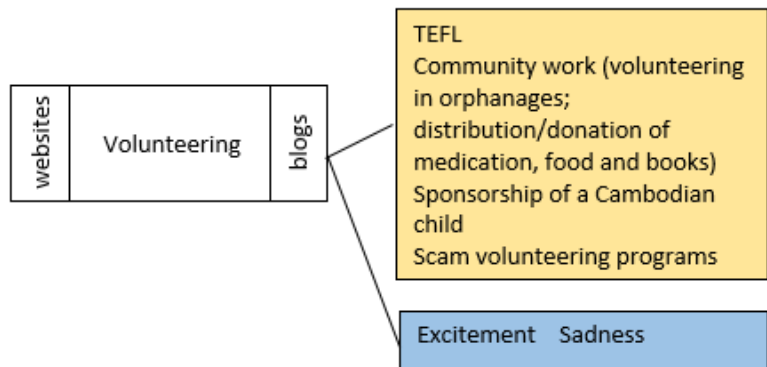 websites
Volunteering
blogs
TEFL
Community work (volunteering
in orphanages;
distribution/donation of
medication, food and books)
Sponsorship of a Cambodian
child
Scam volunteering programs
Excitement Sadness